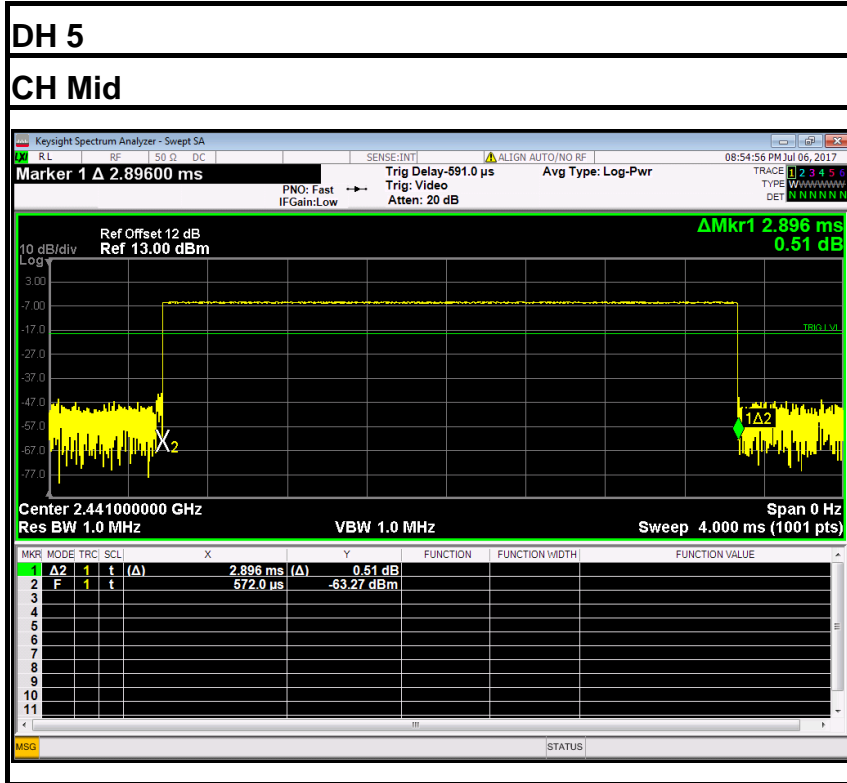 DH 5
CH Mid
Keysight Spectrum Analyzer - Swept SA
LXI RL RF 50 Ω DC SENSE:INT ALIGN AUTO/NO RF 08:54:56 PM Jul 06, 2017
Marker 1 Δ 2.89600 ms
PNO: Fast
IFGain:Low
Trig Delay-591.0 µs
Trig: Video
Atten: 20 dB
Avg Type: Log-Pwr
TRACE 1 2 3 4 5 6
TYPE WWWWWW
DET N N N N N N
ΔMkr1 2.896 ms
0.51 dB
Ref Offset 12 dB
10 dB/div Ref 13.00 dBm
Log
3.00
-7.00
-17.0
TRIG LVL
-27.0
-37.0
-47.0
1Δ2
-57.0
2
-67.0
-77.0
Center 2.441000000 GHz Span 0 Hz
Res BW 1.0 MHz VBW 1.0 MHz Sweep 4.000 ms (1001 pts)
MKR MODE TRC SCL X Y FUNCTION FUNCTION WIDTH FUNCTION VALUE
1 Δ2 1 t (Δ) 2.896 ms (Δ) 0.51 dB
2 F 1 t 572.0 µs -63.27 dBm
3
4
5
6
7
8
9
10
11
MSG STATUS